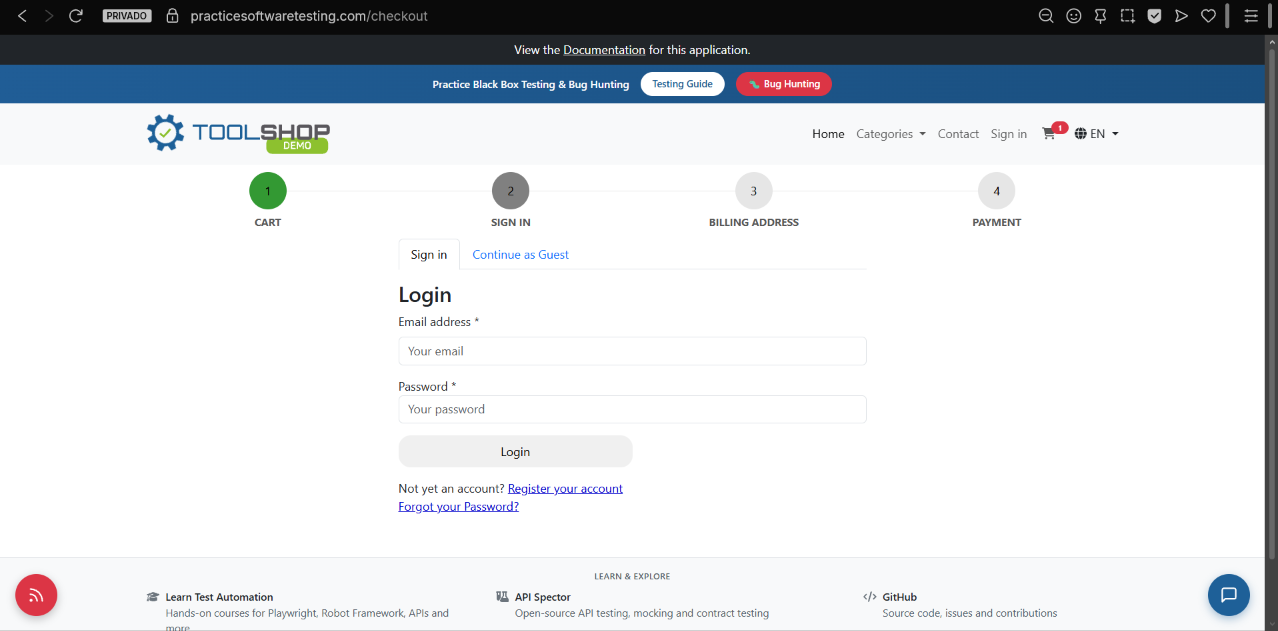 PRIVADO practicesoftwaretesting.com/checkout
View the Documentation for this application.
Practice Black Box Testing & Bug Hunting Testing Guide Bug Hunting
TOOLSHOP
DEMO
Home Categories Contact Sign in 1 EN
1 2 3 4
CART SIGN IN BILLING ADDRESS PAYMENT
Sign in Continue as Guest
Login
Email address *
Your email
Password *
Your password
Login
Not yet an account? Register your account
Forgot your Password?
LEARN & EXPLORE
Learn Test Automation
Hands-on courses for Playwright, Robot Framework, APIs and
more
API Spector
Open-source API testing, mocking and contract testing
GitHub
Source code, issues and contributions